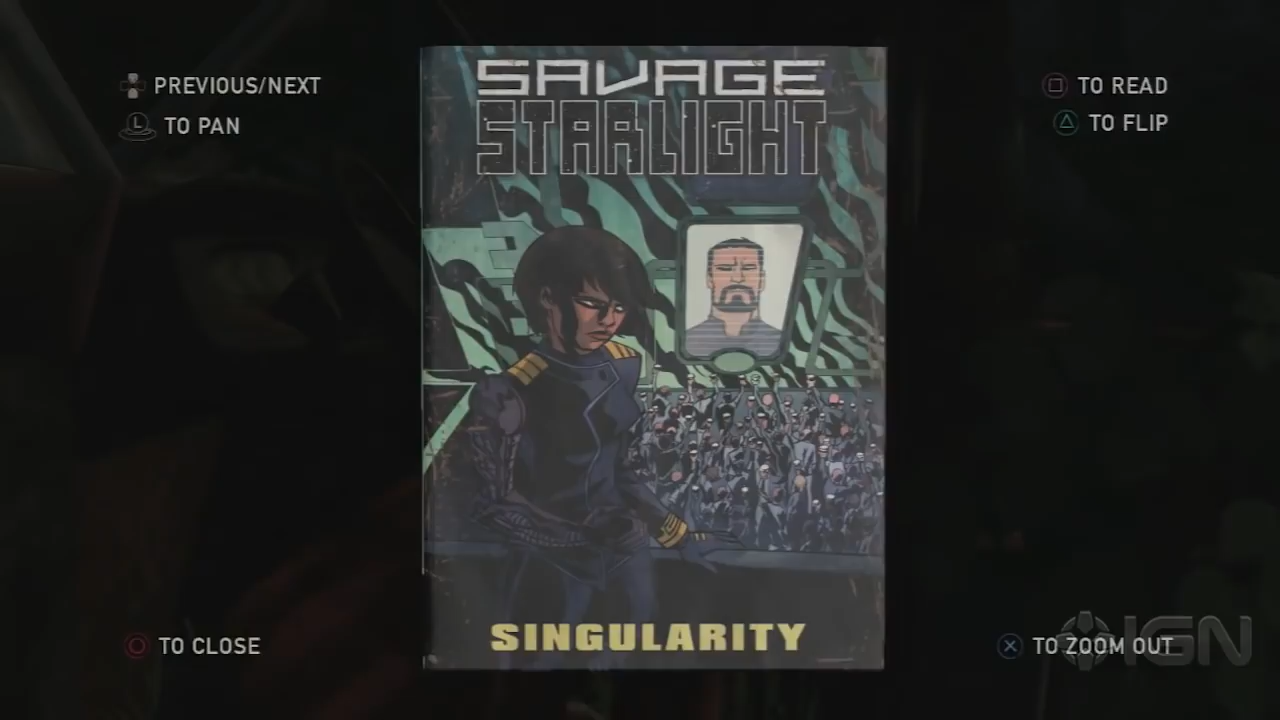 SAVAGE
STARLIGHT
PREVIOUS/NEXT
L TO PAN
TO READ
TO FLIP
SINGULARITY
TO CLOSE
TO ZOOM OUT
IGN